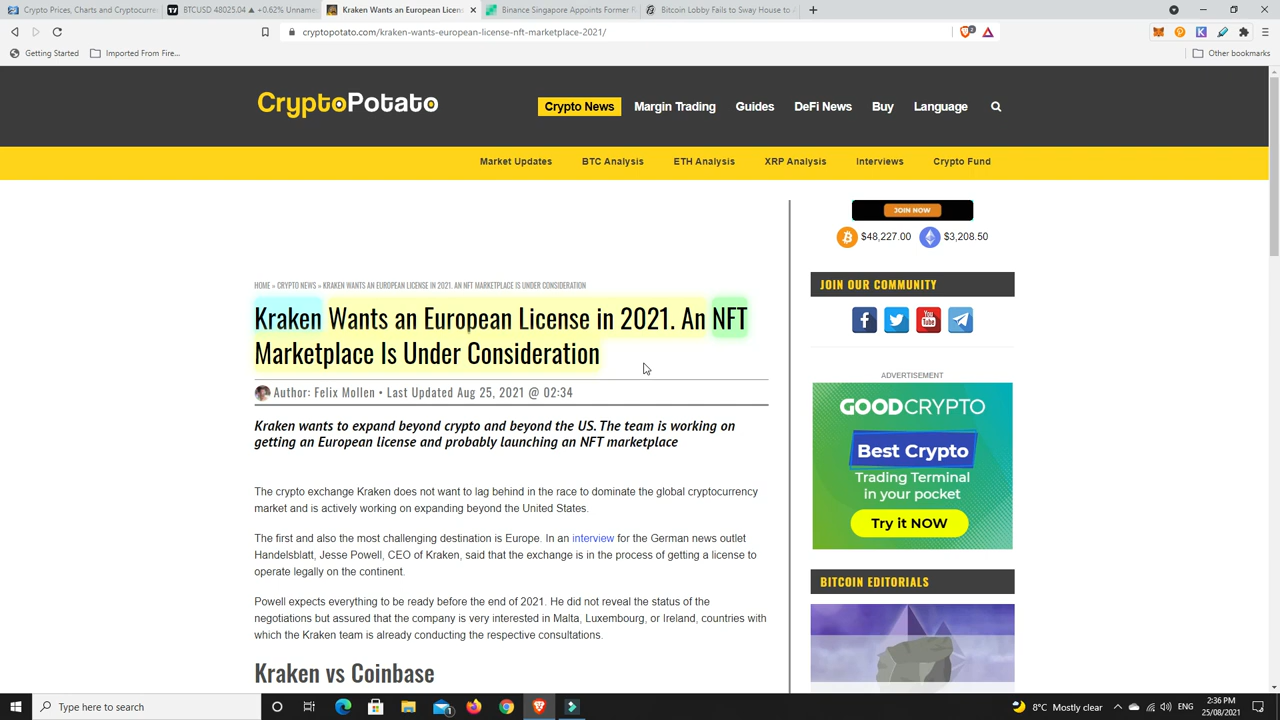 Crypto Prices, Charts and Cryptocurr
BTCUSD 48025.04 ▲ +0.62% Unname
Kraken Wants an European Licen
Binance Singapore Appoints Former R
Bitcoin Lobby Fails to Sway House to
cryptopotato.com/kraken-wants-european-license-nft-marketplace-2021/
Getting Started
Imported From Fire...
Other bookmarks
CryptoPotato
Crypto News
Margin Trading
Guides
DeFi News
Buy
Language
Market Updates
BTC Analysis
ETH Analysis
XRP Analysis
Interviews
Crypto Fund
JOIN NOW
$48,227.00
$3,208.50
HOME » CRYPTO NEWS » KRAKEN WANTS AN EUROPEAN LICENSE IN 2021. AN NFT MARKETPLACE IS UNDER CONSIDERATION
Kraken Wants an European License in 2021. An NFT
Marketplace Is Under Consideration
Author: Felix Mollen • Last Updated Aug 25, 2021 @ 02:34
Kraken wants to expand beyond crypto and beyond the US. The team is working on
getting an European license and probably launching an NFT marketplace
The crypto exchange Kraken does not want to lag behind in the race to dominate the global cryptocurrency
market and is actively working on expanding beyond the United States.
The first and also the most challenging destination is Europe. In an interview for the German news outlet
Handelsblatt, Jesse Powell, CEO of Kraken, said that the exchange is in the process of getting a license to
operate legally on the continent.
Powell expects everything to be ready before the end of 2021. He did not reveal the status of the
negotiations but assured that the company is very interested in Malta, Luxembourg, or Ireland, countries with
which the Kraken team is already conducting the respective consultations.
Kraken vs Coinbase
JOIN OUR COMMUNITY
You
Tube
ADVERTISEMENT
GOODCRYPTO
Best Crypto
Trading Terminal
in your pocket
Try it NOW
BITCOIN EDITORIALS
Type here to search
8°C Mostly clear
ENG
2:36 PM
25/08/2021